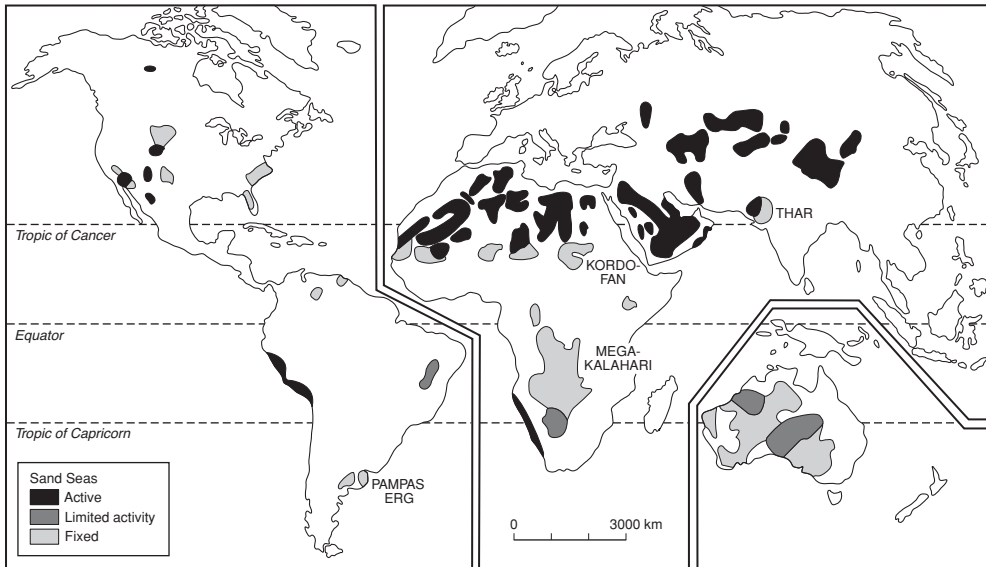 THAR
Tropic of Cancer
KORDO-
FAN
Equator
MEGA-
KALAHARI
Tropic of Capricorn
PAMPAS
ERG
Sand Seas
Active
Limited activity
Fixed
0 3000 km